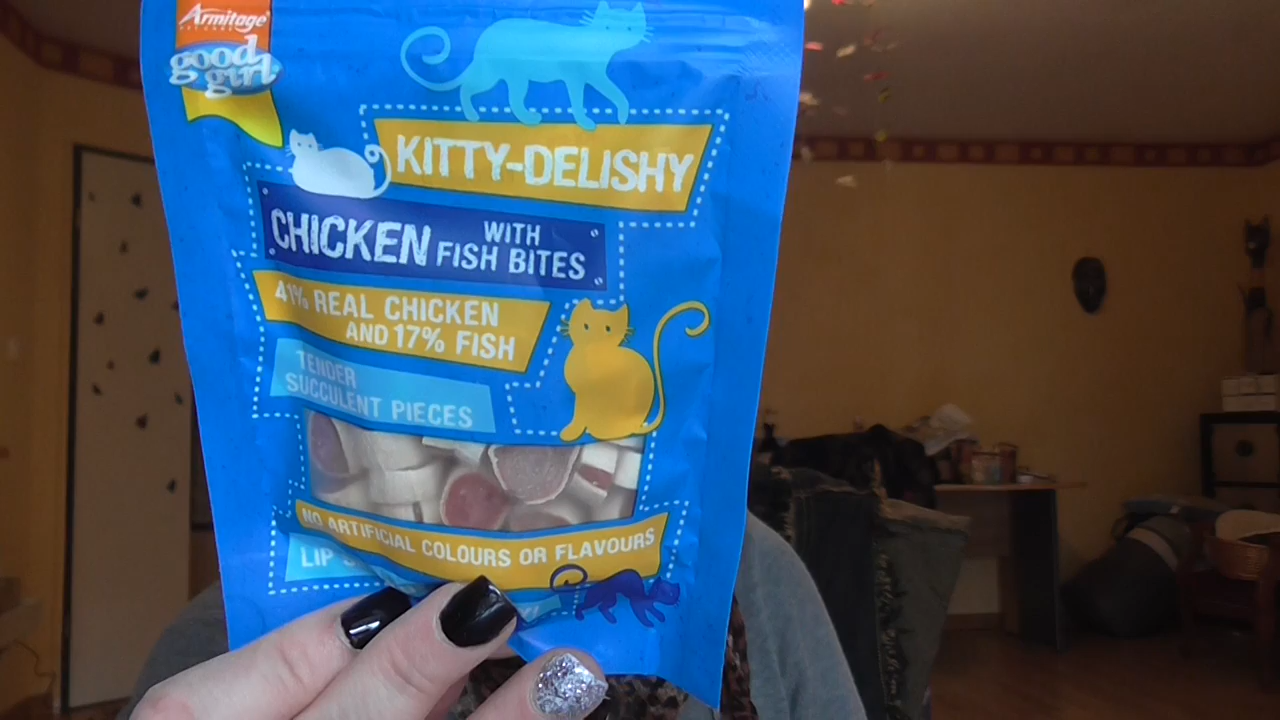 Armitage
good
girl
KITTY-DELISHY
CHICKEN WITH
FISH BITES
41% REAL CHICKEN
AND 17% FISH
TENDER
SUCCULENT PIECES
NO ARTIFICIAL COLOURS OR FLAVOURS
LIP